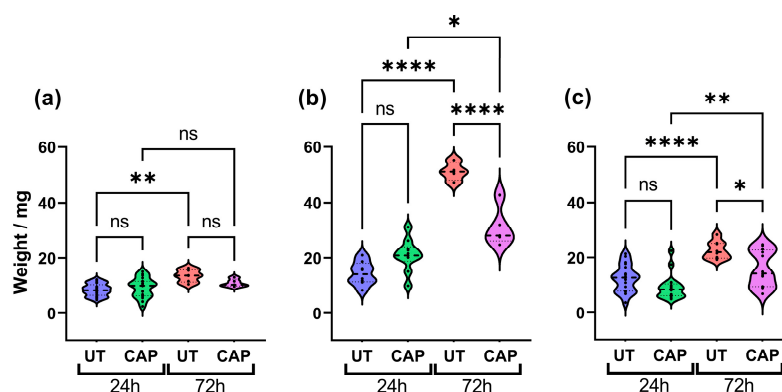 (a)
ns
**
ns
ns
Weight / mg
60
40
20
0
UT
CAP
UT
CAP
24h
72h
(b)
*
****
ns
****
60
40
20
0
UT
CAP
UT
CAP
24h
72h
(c)
**
****
ns
*
60
40
20
0
UT
CAP
UT
CAP
24h
72h